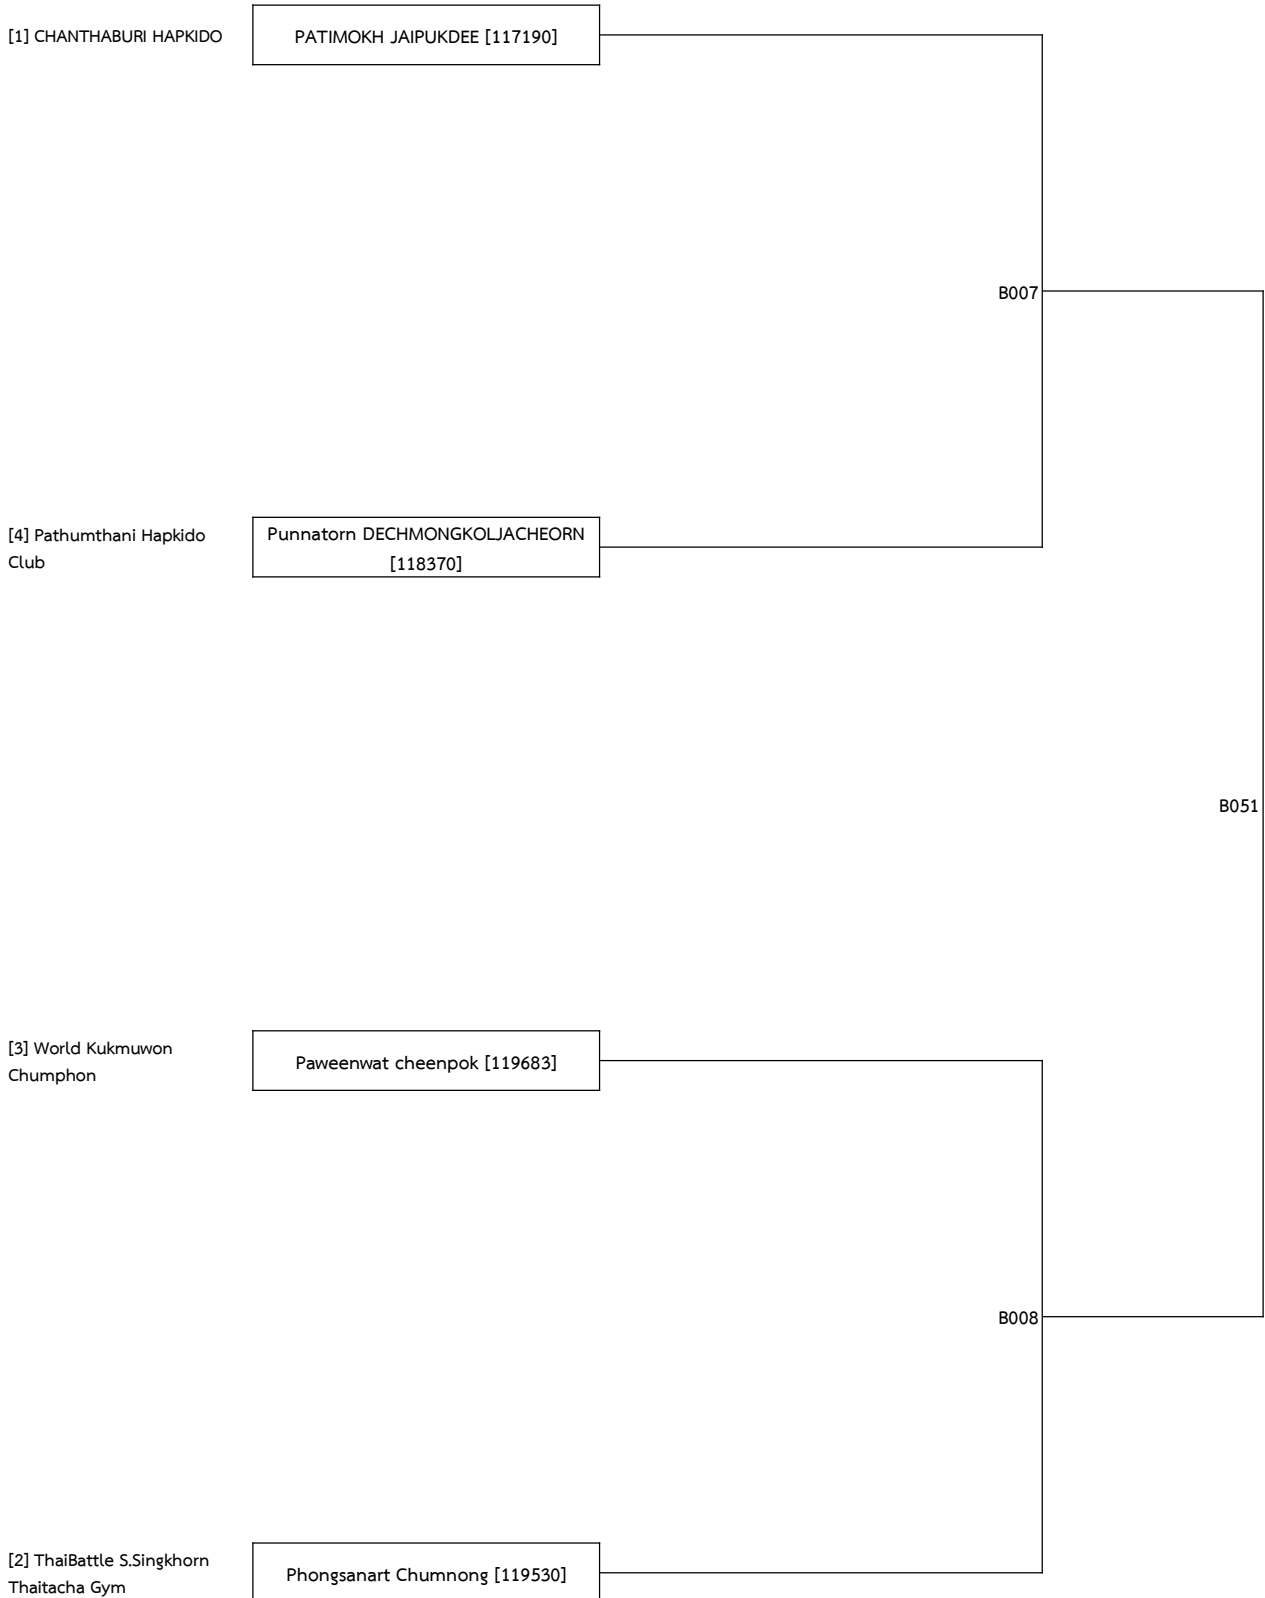 [1] CHANTHABURI HAPKIDO
PATIMOKH JAIPUKDEE [117190]
B007
[4] Pathumthani Hapkido
Club
Punnatorn DECHMONGKOLJACHEORN
[118370]
B051
[3] World Kukmuwon
Chumphon
Paweenwat cheenpok [119683]
B008
[2] ThaiBattle S.Singkhorn
Thaitacha Gym
Phongsanart Chumnong [119530]